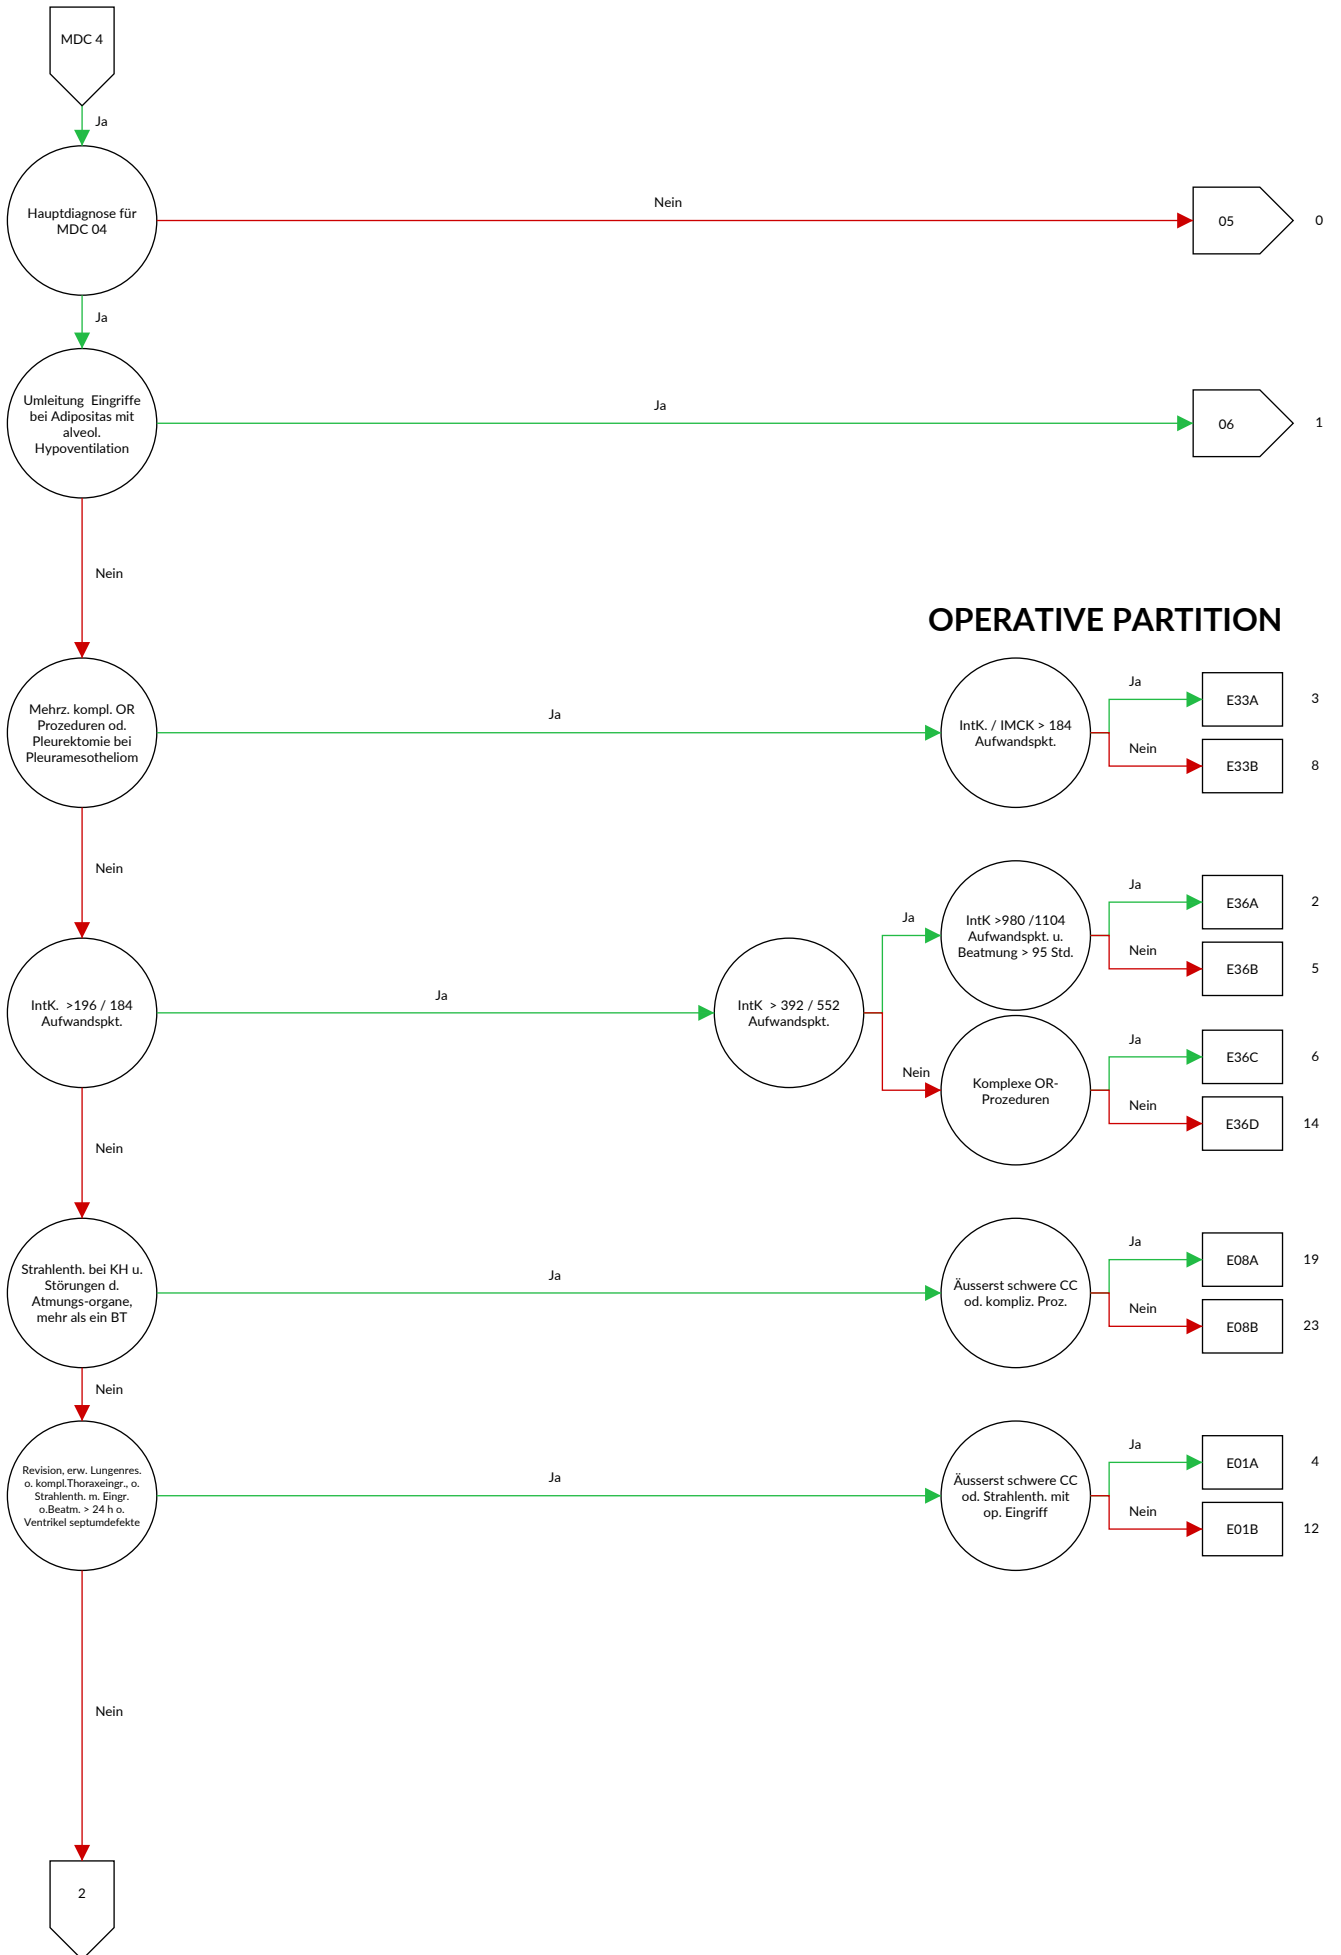 MDC 4
Ja
Hauptdiagnose für
MDC 04
Nein
05
0
Ja
Umleitung Eingriffe
bei Adipositas mit
alveol.
Hypoventilation
Ja
06
1
Nein
OPERATIVE PARTITION
Mehrz. kompl. OR
Prozeduren od.
Pleurektomie bei
Pleuramesotheliom
Ja
IntK. / IMCK > 184
Aufwandspkt.
Ja
E33A
3
Nein
E33B
8
Nein
IntK. >196 / 184
Aufwandspkt.
Ja
IntK > 392 / 552
Aufwandspkt.
Ja
IntK >980 /1104
Aufwandspkt. u.
Beatmung > 95 Std.
Ja
E36A
2
Nein
E36B
5
Nein
Komplexe OR-
Prozeduren
Ja
E36C
6
Nein
E36D
14
Nein
Strahlenth. bei KH u.
Störungen d.
Atmungs-organe,
mehr als ein BT
Ja
Äusserst schwere CC
od. kompliz. Proz.
Ja
E08A
19
Nein
E08B
23
Nein
Revision, erw. Lungenres.
o. kompl.Thoraxeingr., o.
Strahlenth. m. Eingr.
o.Beatm. > 24 h o.
Ventrikel septumdefekte
Ja
Äusserst schwere CC
od. Strahlenth. mit
op. Eingriff
Ja
E01A
4
Nein
E01B
12
Nein
2